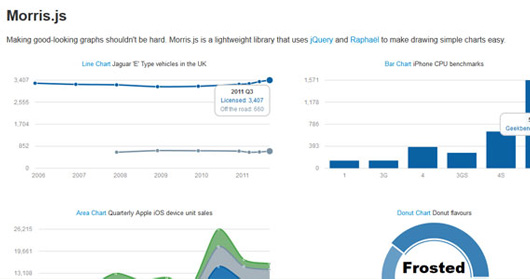 Morris.js
Making good-looking graphs shouldn't be hard. Morris.js is a lightweight library that uses jQuery and Raphaël to make drawing simple charts easy.
Line Chart Jaguar 'E' Type vehicles in the UK
3,407
2,555
1,704
852
0
2006 2007 2008 2009 2010 2011
2011 Q3
Licensed: 3,407
Off the road: 660
Bar Chart iPhone CPU benchmarks
1,571
1,178
786
393
0
1 3G 4 3GS 4S
Area Chart Quarterly Apple iOS device unit sales
26,215
19,661
13,108
Donut Chart Donut flavours
Frosted